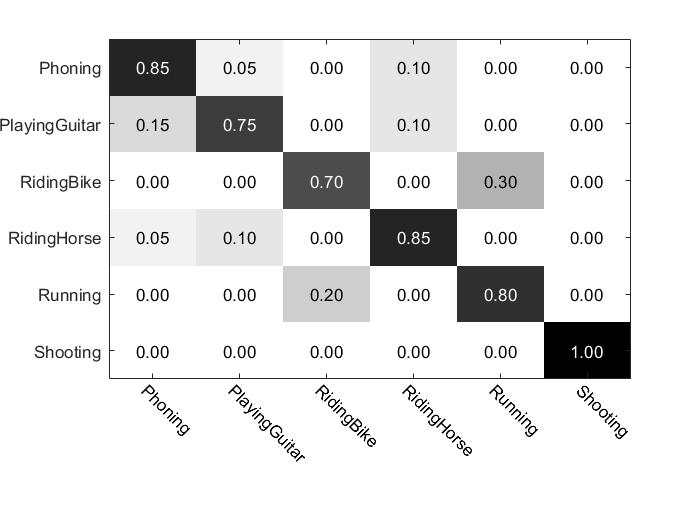 Phoning 0.85 0.05 0.00 0.10 0.00 0.00
PlayingGuitar 0.15 0.75 0.00 0.10 0.00 0.00
RidingBike 0.00 0.00 0.70 0.00 0.30 0.00
RidingHorse 0.05 0.10 0.00 0.85 0.00 0.00
Running 0.00 0.00 0.20 0.00 0.80 0.00
Shooting 0.00 0.00 0.00 0.00 0.00 1.00
Phoning PlayingGuitar RidingBike RidingHorse Running Shooting